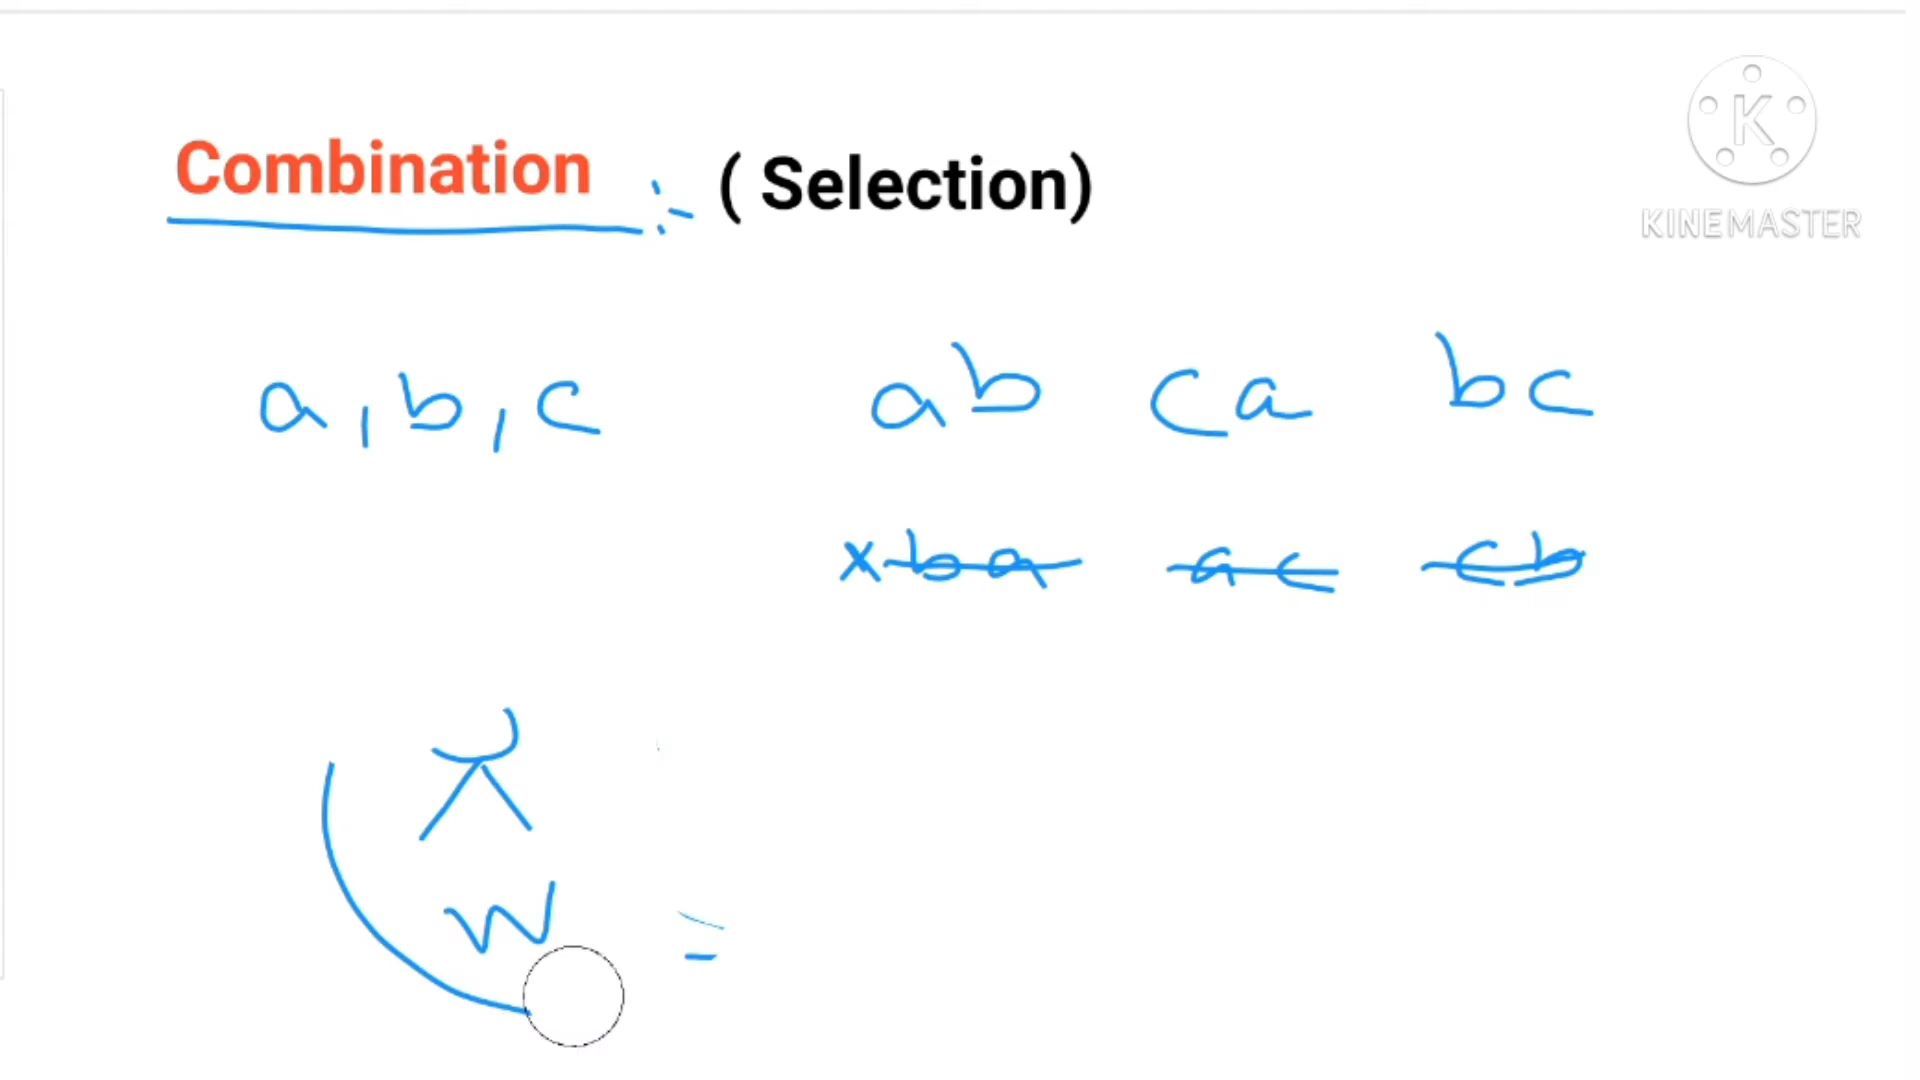 Combination :- ( Selection)
K
KINEMASTER
a, b, c ab ca bc
x ba ac cb
W =